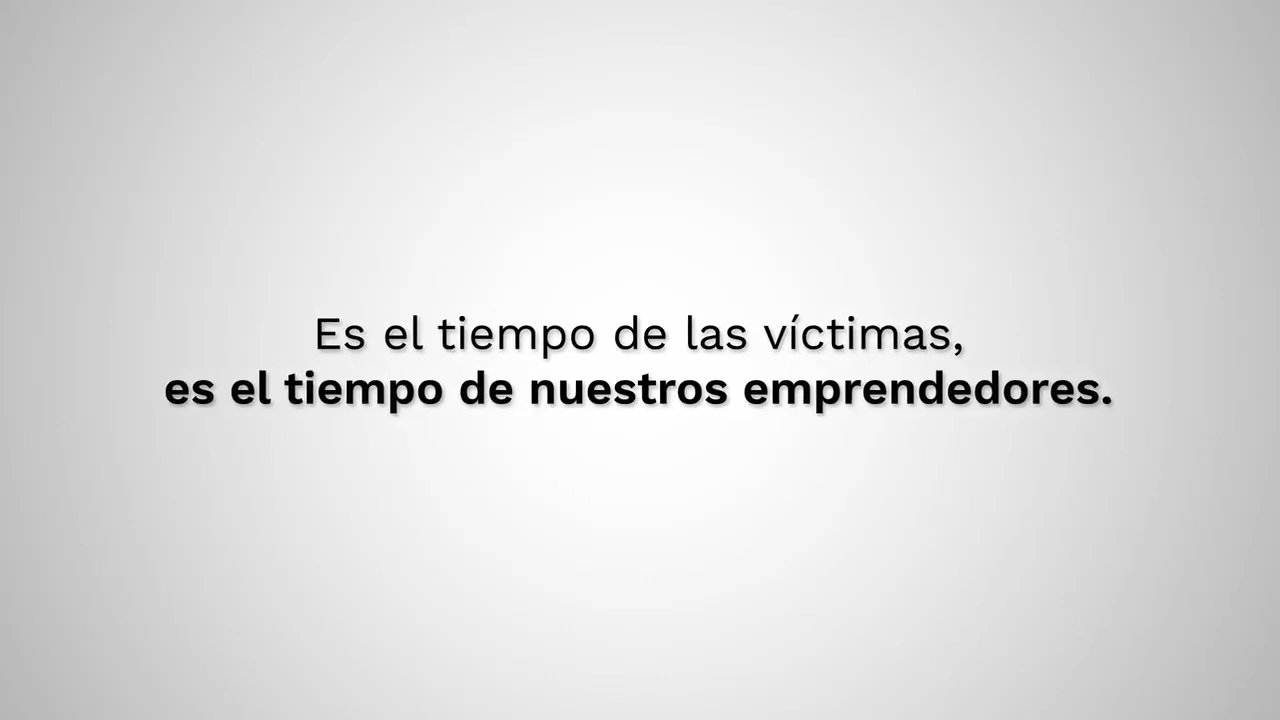 Es el tiempo de las víctimas,
es el tiempo de nuestros emprendedores.